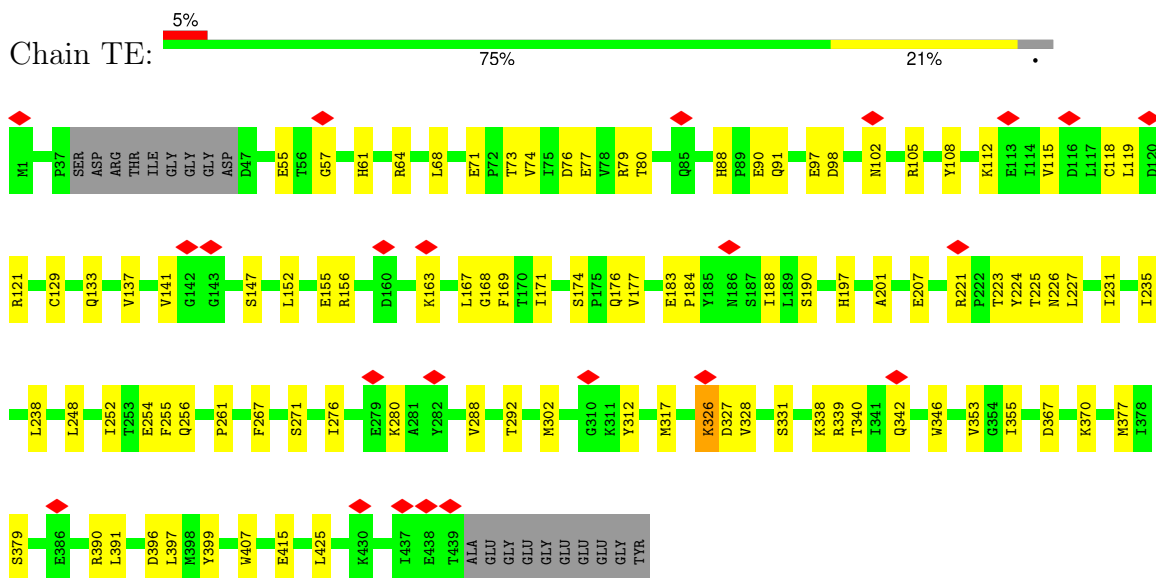 5%
Chain TE:
75% 21% •
M1 P37 SER ASP ARG THR ILE GLY GLY GLY ASP D47 E55 T56 G57 H61 R64 L68 E71 P72 T73 V74 I75 D76 E77 V78 R79 T80 Q85 H88 P89 E90 Q91 E97 D98 N102 R105 Y108 K112 E113 I114 V115 D116 L117 C118 L119 D120
R121 C129 Q133 V137 V141 G142 G143 S147 L152 E155 R156 D160 K163 L167 G168 F169 T170 I171 S174 P175 Q176 V177 E183 P184 Y185 N186 S187 I188 L189 S190 H197 A201 E207 R221 P222 T223 Y224 T225 N226 L227 I231 I235
L238 L248 I252 T253 E254 F255 Q256 P261 F267 S271 I276 E279 K280 A281 Y282 V288 T292 M302 G310 K311 Y312 M317 K326 D327 V328 S331 K338 R339 T340 I341 Q342 W346 V353 G354 I355 D367 K370 M377 I378
S379 E386 R390 L391 D396 L397 M398 Y399 W407 E415 L425 K430 I437 E438 T439 ALA GLU GLY GLU GLY GLU GLU GLU GLY TYR